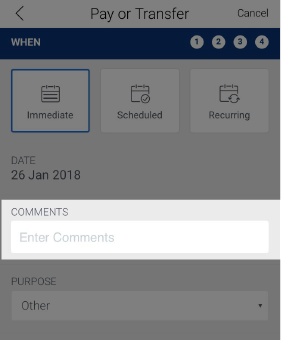 Pay or Transfer Cancel
WHEN 1 2 3 4
Immediate Scheduled Recurring
DATE
26 Jan 2018
COMMENTS
Enter Comments
PURPOSE
Other